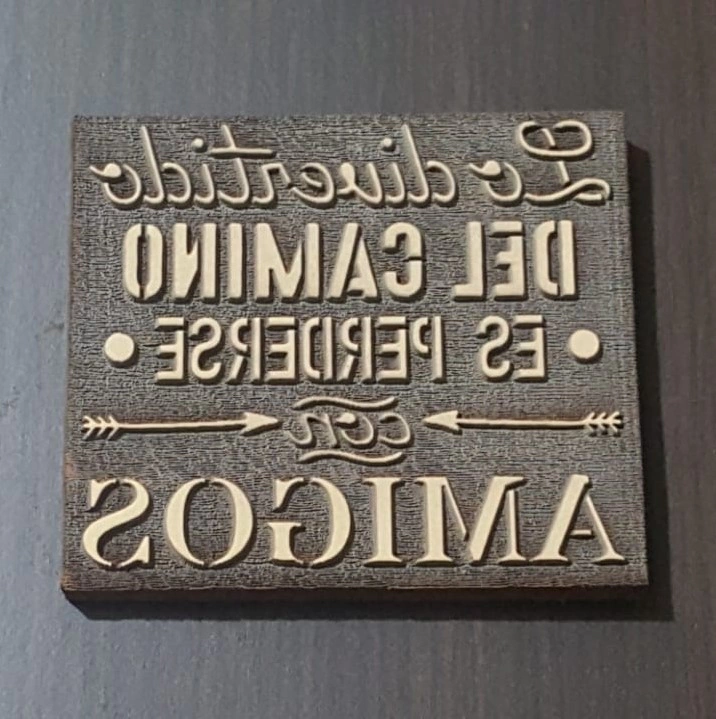 Lo divertido
DEL CAMINO
• ES PERDERSE •
con
AMIGOS